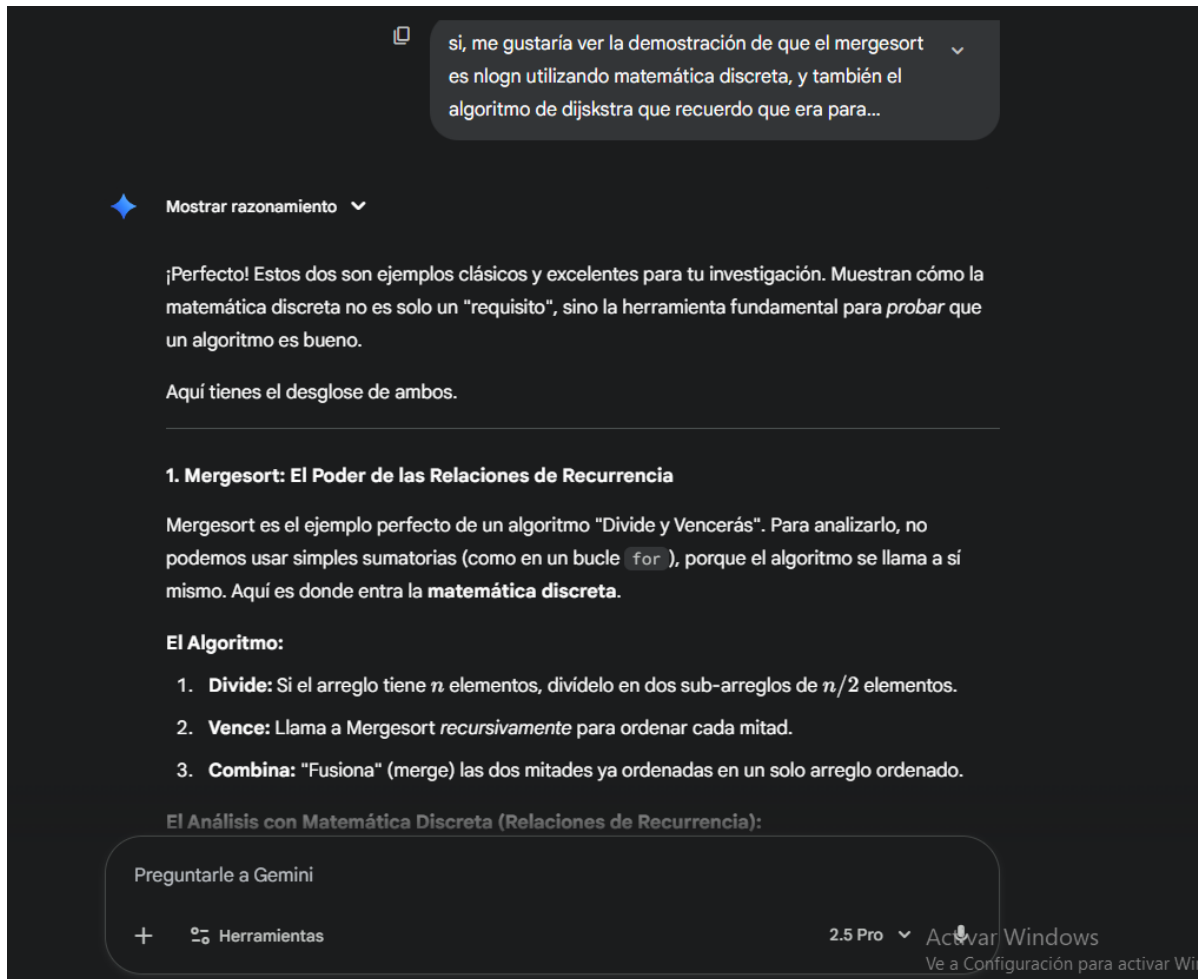 si, me gustaría ver la demostración de que el mergesort
es nlogn utilizando matemática discreta, y también el
algoritmo de dijskstra que recuerdo que era para...
Mostrar razonamiento
¡Perfecto! Estos dos son ejemplos clásicos y excelentes para tu investigación. Muestran cómo la
matemática discreta no es solo un "requisito", sino la herramienta fundamental para probar que
un algoritmo es bueno.
Aquí tienes el desglose de ambos.
1. Mergesort: El Poder de las Relaciones de Recurrencia
Mergesort es el ejemplo perfecto de un algoritmo "Divide y Vencerás". Para analizarlo, no
podemos usar simples sumatorias (como en un bucle for), porque el algoritmo se llama a sí
mismo. Aquí es donde entra la matemática discreta.
El Algoritmo:
1. Divide: Si el arreglo tiene n elementos, divídelo en dos sub-arreglos de n/2 elementos.
2. Vence: Llama a Mergesort recursivamente para ordenar cada mitad.
3. Combina: "Fusiona" (merge) las dos mitades ya ordenadas en un solo arreglo ordenado.
El Análisis con Matemática Discreta (Relaciones de Recurrencia):
Preguntarle a Gemini
Herramientas
2.5 Pro
Activar Windows
Ve a Configuración para activar Wi